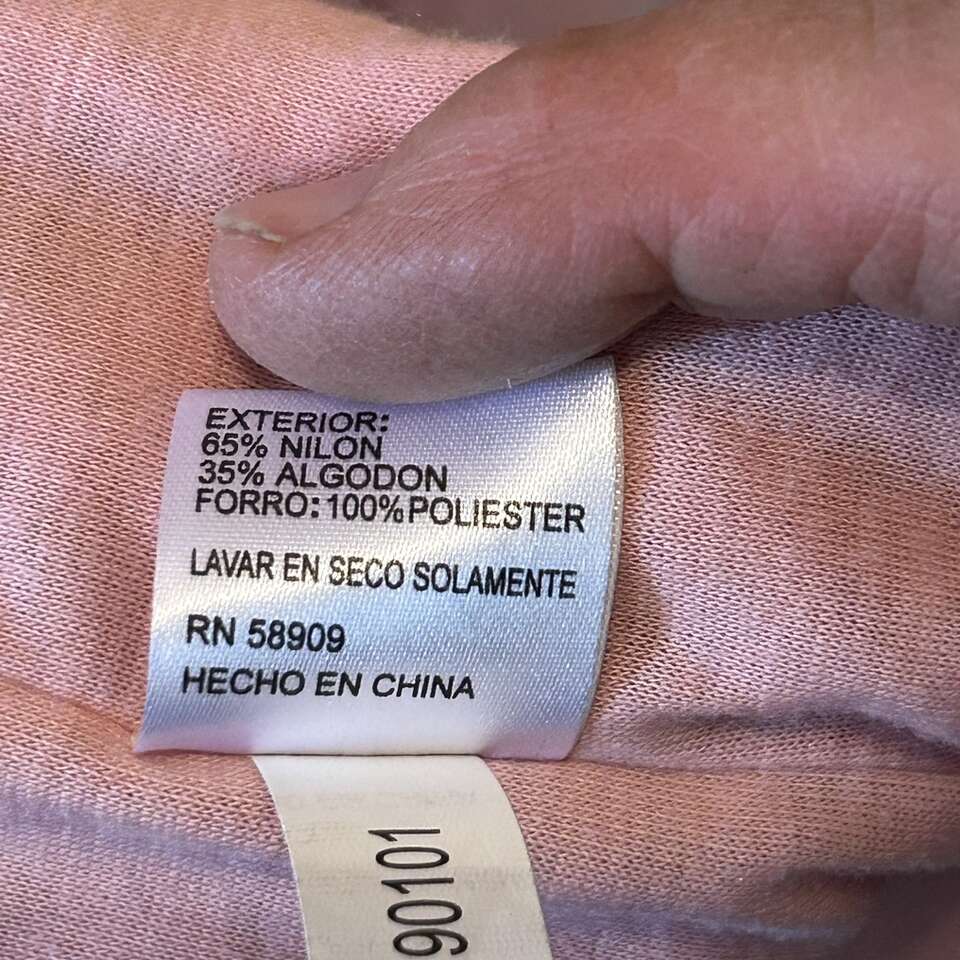 EXTERIOR:
65% NILON
35% ALGODON
FORRO: 100% POLIESTER
LAVAR EN SECO SOLAMENTE
RN 58909
HECHO EN CHINA
90101